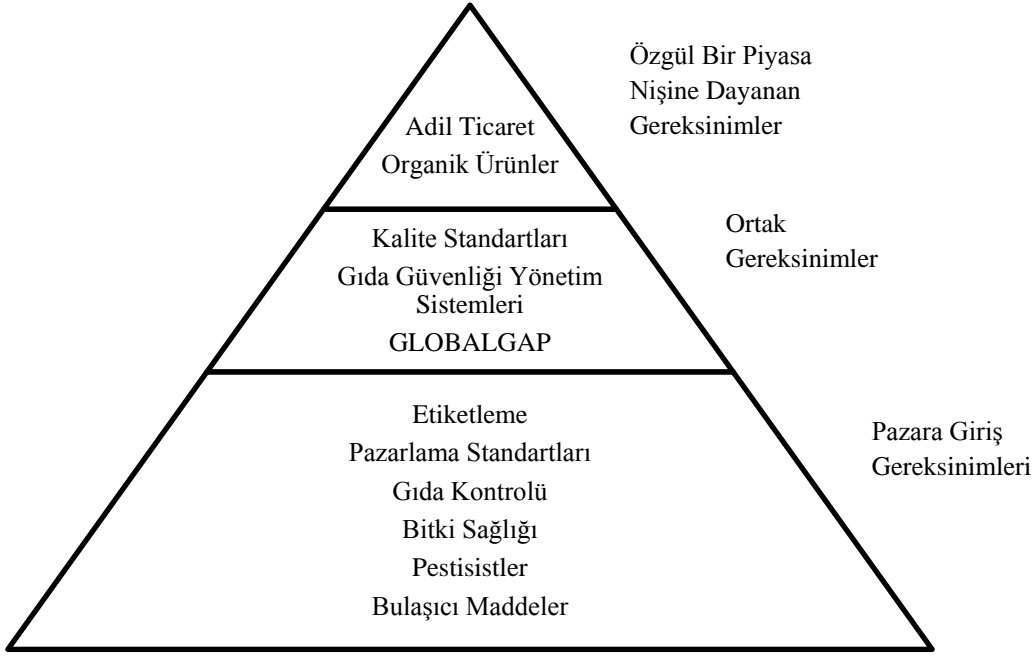 Özgül Bir Piyasa
Nişine Dayanan
Gereksinimler
Adil Ticaret
Organik Ürünler
Ortak
Gereksinimler
Kalite Standartları
Gıda Güvenliği Yönetim
Sistemleri
GLOBALGAP
Pazara Giriş
Gereksinimleri
Etiketleme
Pazarlama Standartları
Gıda Kontrolü
Bitki Sağlığı
Pestisistler
Bulaşıcı Maddeler